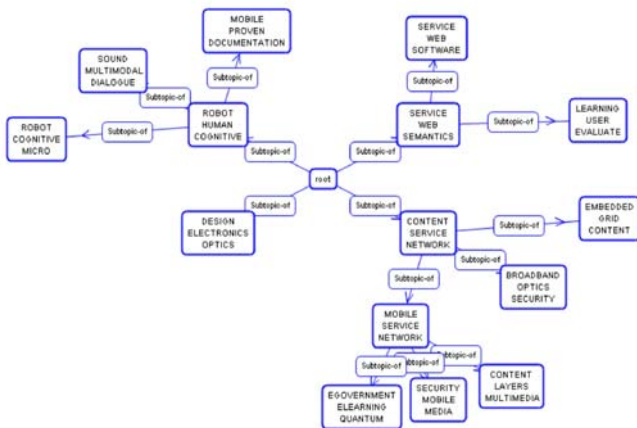 MOBILE
PROVEN
DOCUMENTATION
SERVICE
WEB
SOFTWARE
SOUND
MULTIMODAL
DIALOGUE
Subtopic-of
Subtopic-of
Subtopic-of
ROBOT
COGNITIVE
MICRO
Subtopic-of
ROBOT
HUMAN
COGNITIVE
SERVICE
WEB
SEMANTICS
Subtopic-of
LEARNING
USER
EVALUATE
Subtopic-of
Subtopic-of
root
DESIGN
ELECTRONICS
OPTICS
Subtopic-of
Subtopic-of
CONTENT
SERVICE
NETWORK
Subtopic-of
EMBEDDED
GRID
CONTENT
Subtopic-of
Subtopic-of
BROADBAND
OPTICS
SECURITY
MOBILE
SERVICE
NETWORK
Subtopic-of
Subtopic-of
Subtopic-of
EGOVERNMENT
ELEARNING
QUANTUM
SECURITY
MOBILE
MEDIA
CONTENT
LAYERS
MULTIMEDIA